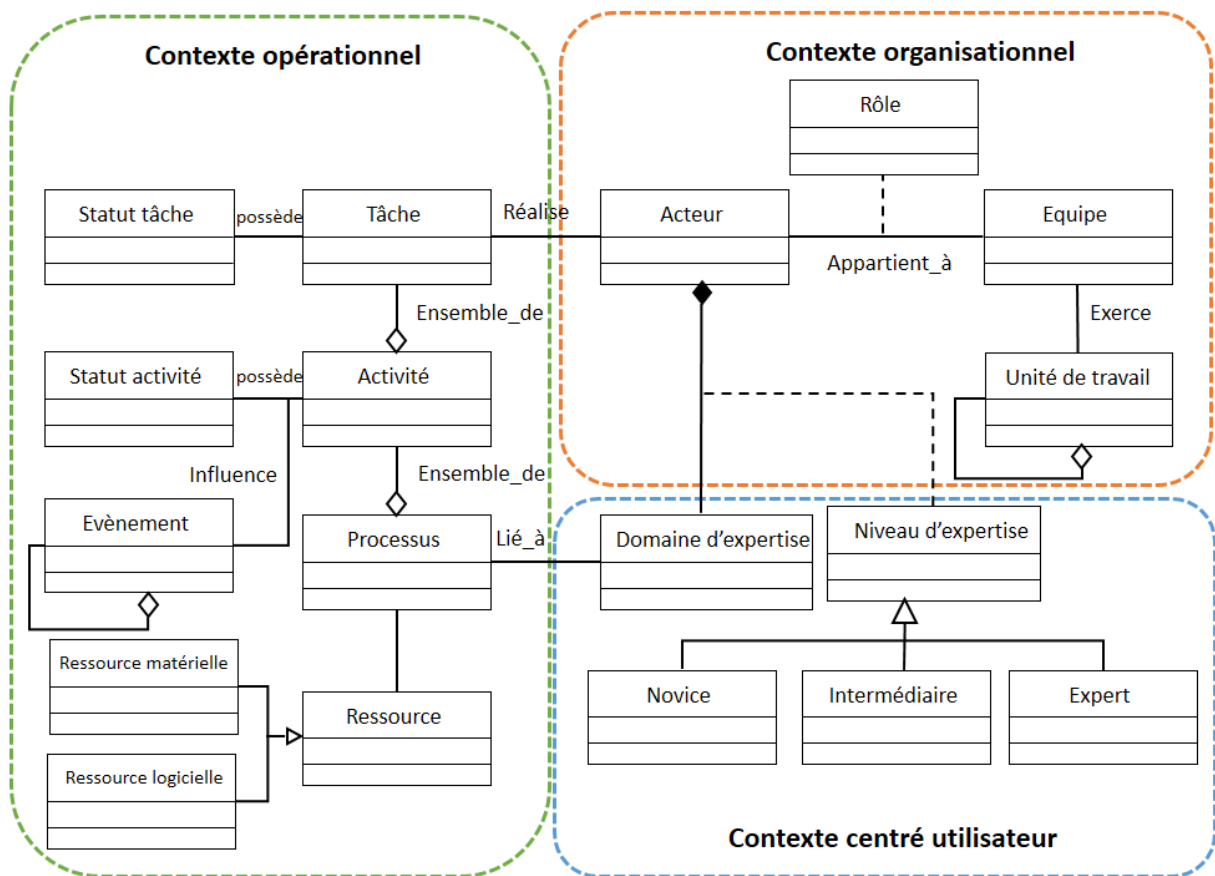 Contexte opérationnel
Contexte organisationnel
Rôle
Statut tâche
possède
Tâche
Réalise
Acteur
Appartient_à
Equipe
Ensemble_de
Exerce
Statut activité
possède
Activité
Unité de travail
Influence
Ensemble_de
Evènement
Processus
Lié_à
Domaine d'expertise
Niveau d'expertise
Ressource matérielle
Ressource
Novice
Intermédiaire
Expert
Ressource logicielle
Contexte centré utilisateur